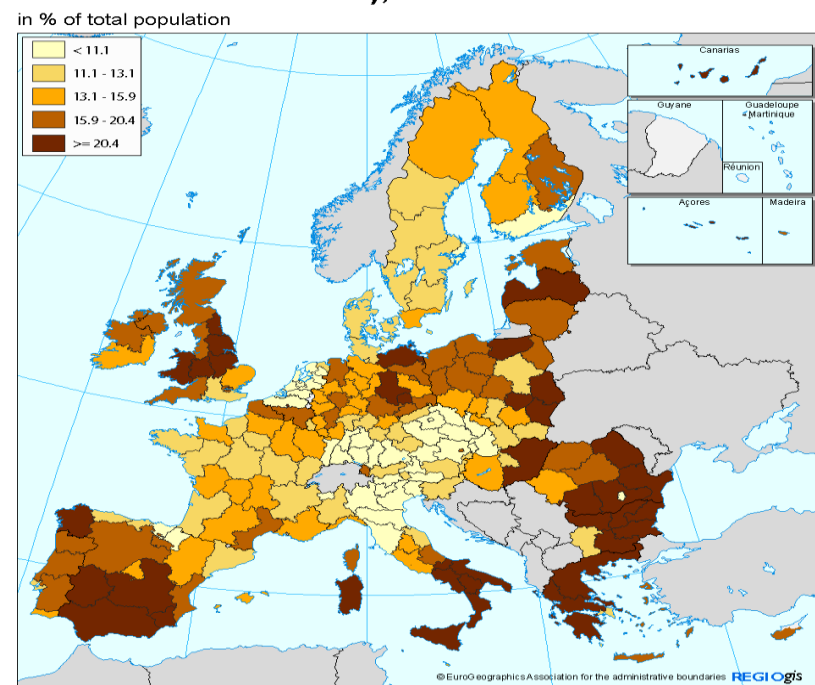 in % of total population
< 11.1
11.1 - 13.1
13.1 - 15.9
15.9 - 20.4
>= 20.4
Canarias
Guyane
Guadeloupe
Martinique
Réunion
Açores
Madeira
© EuroGeographics Association for the administrative boundaries
REGIOgis